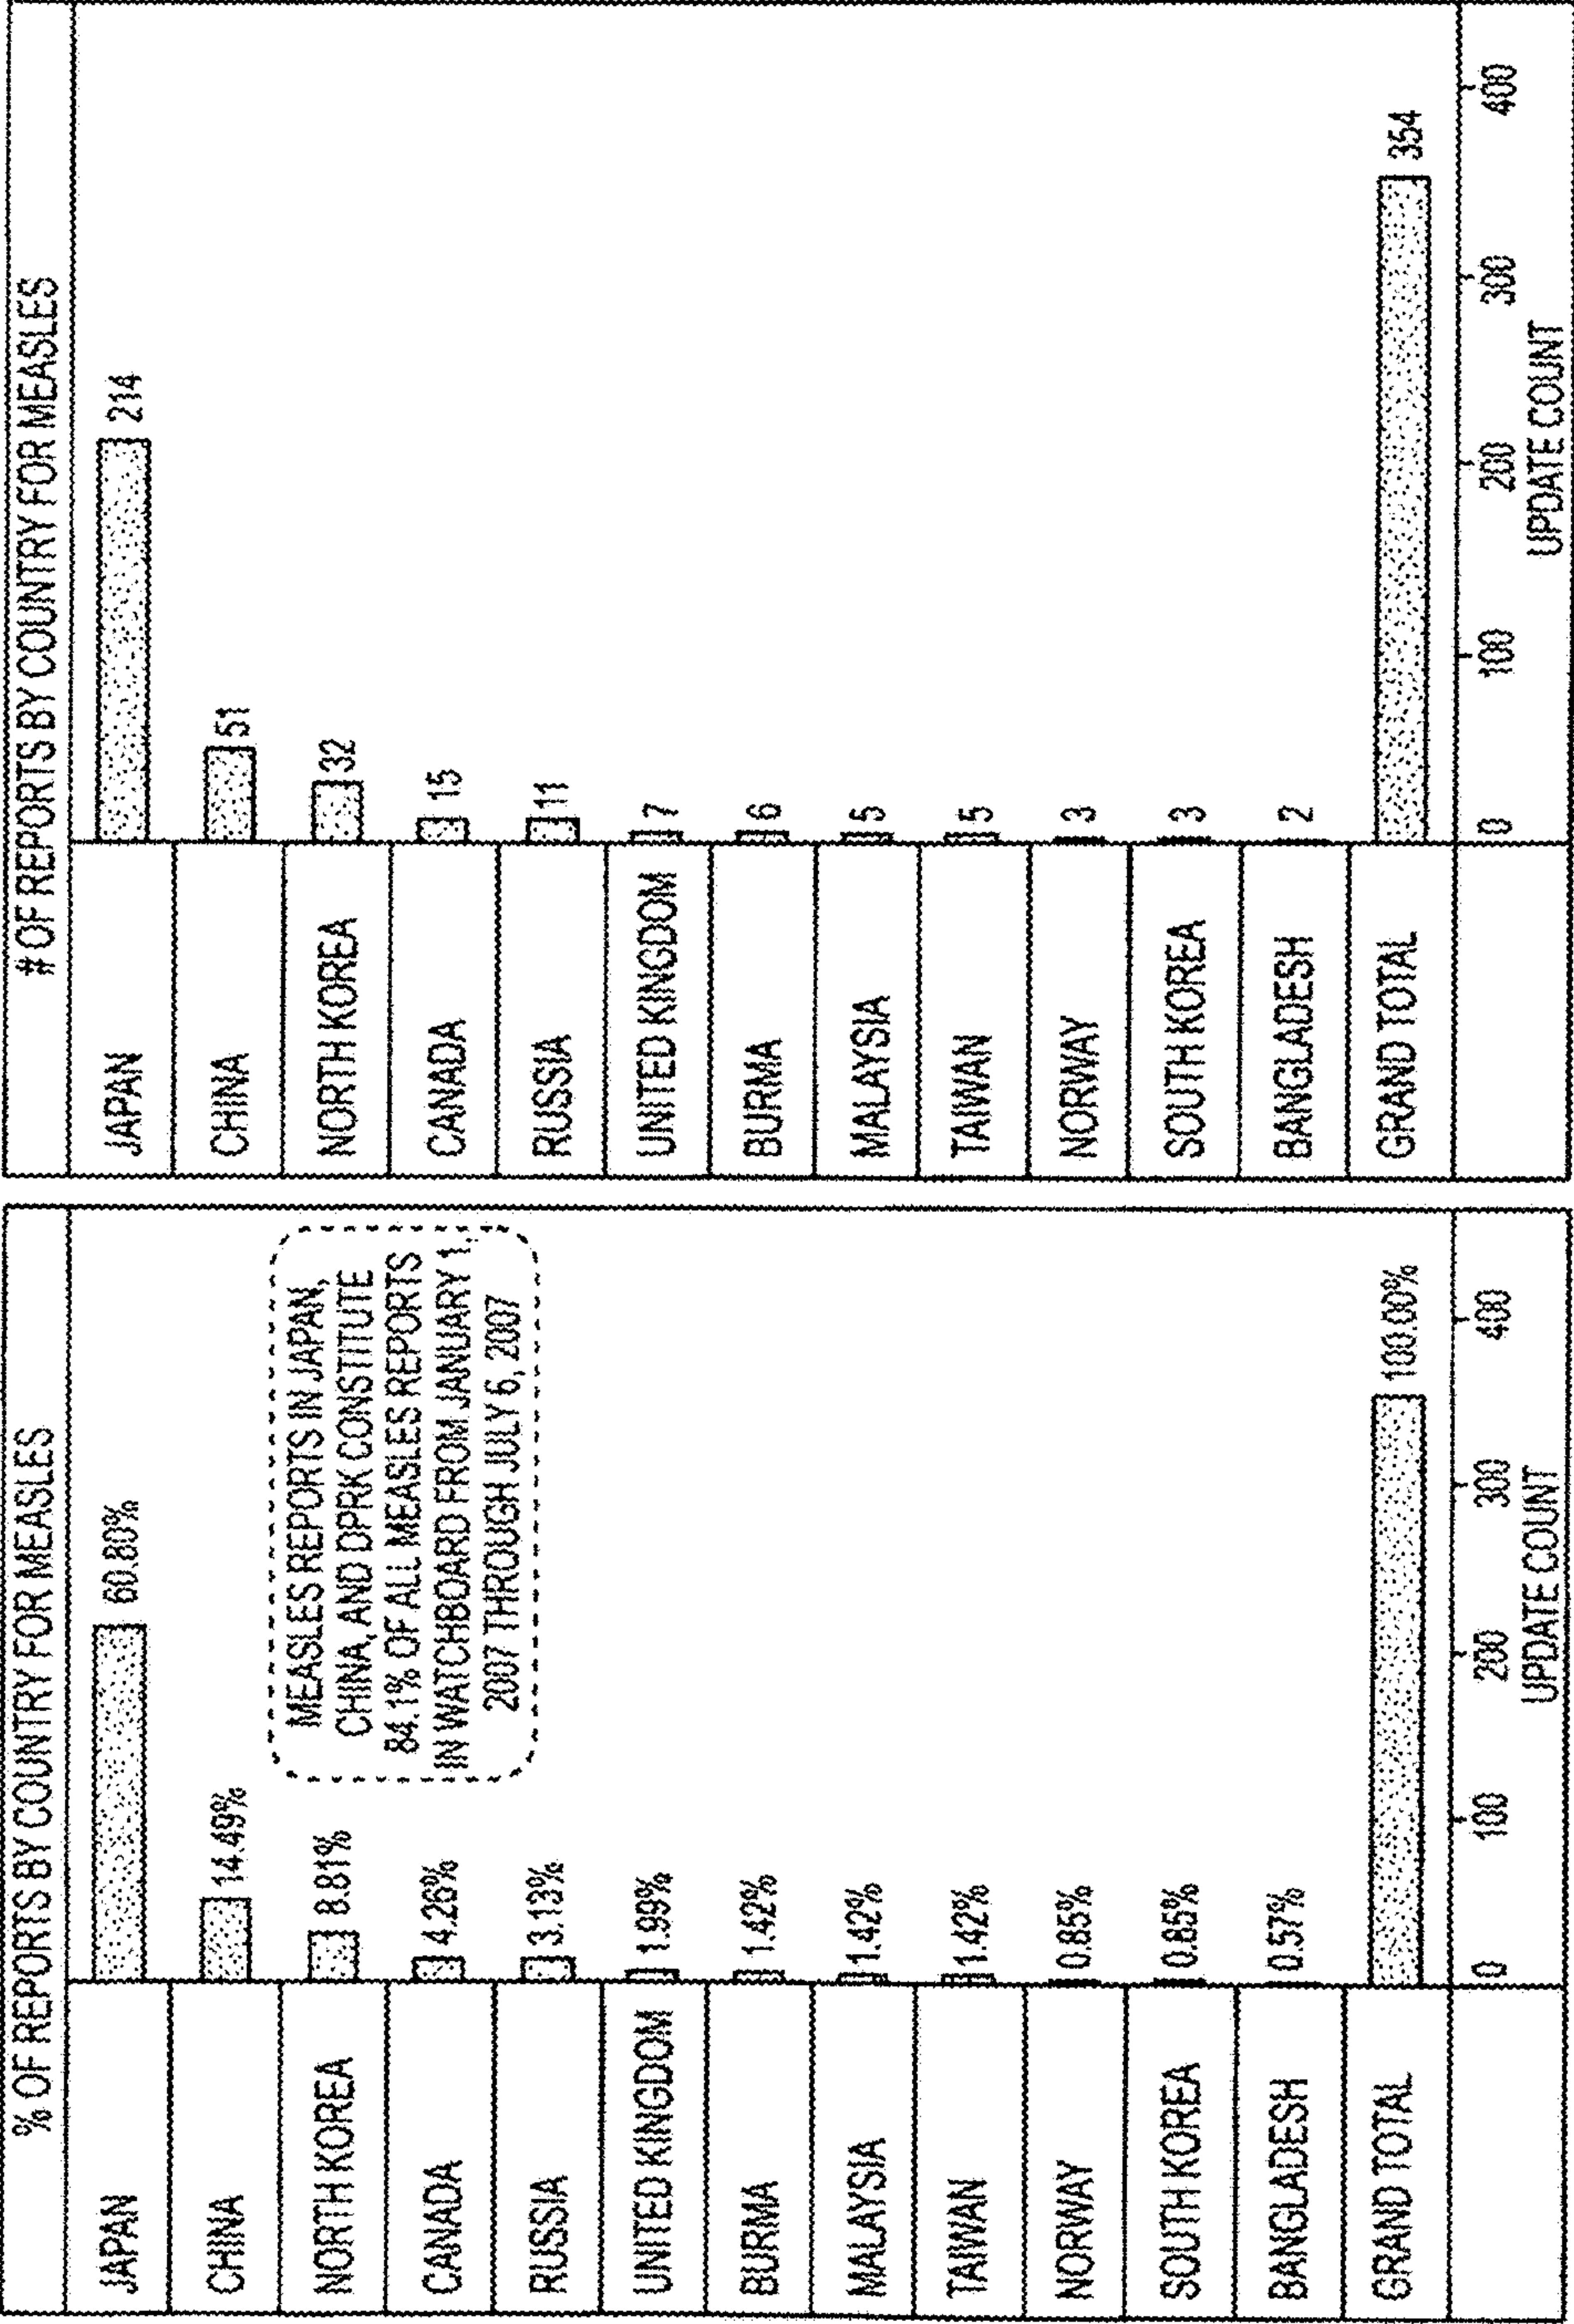 % OF REPORTS BY COUNTRY FOR MEASLES
JAPAN 60.80%
CHINA 14.49%
NORTH KOREA 8.81%
CANADA 4.26%
RUSSIA 3.13%
UNITED KINGDOM 1.99%
BURMA 1.42%
MALAYSIA 1.42%
TAIWAN 1.42%
NORWAY 0.85%
SOUTH KOREA 0.85%
BANGLADESH 0.57%
GRAND TOTAL 100.00%
0 100 200 300 400
UPDATE COUNT
MEASLES REPORTS IN JAPAN,
CHINA, AND DPRK CONSTITUTE
84.1% OF ALL MEASLES REPORTS
IN WATCHBOARD FROM JANUARY 1,
2007 THROUGH JULY 6, 2007
# OF REPORTS BY COUNTRY FOR MEASLES
JAPAN 214
CHINA 51
NORTH KOREA 32
CANADA 15
RUSSIA 11
UNITED KINGDOM 7
BURMA 6
MALAYSIA 5
TAIWAN 5
NORWAY 3
SOUTH KOREA 3
BANGLADESH 2
GRAND TOTAL 354
0 100 200 300 400
UPDATE COUNT